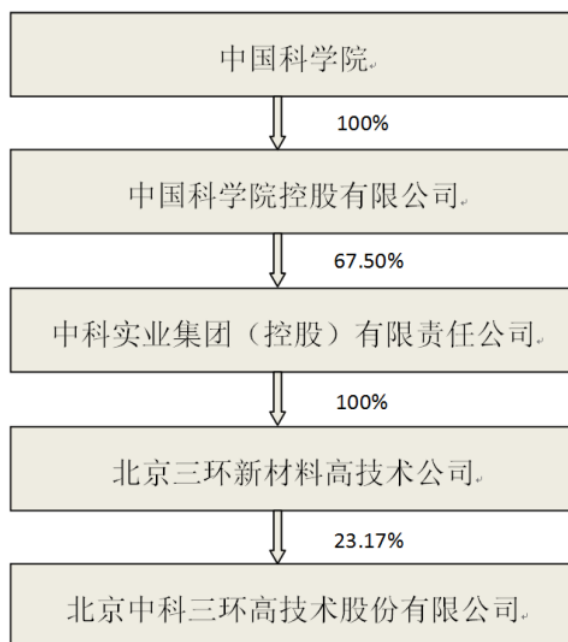 中国科学院
100%
中国科学院控股有限公司
67.50%
中科实业集团（控股）有限责任公司
100%
北京三环新材料高技术公司
23.17%
北京中科三环高技术股份有限公司